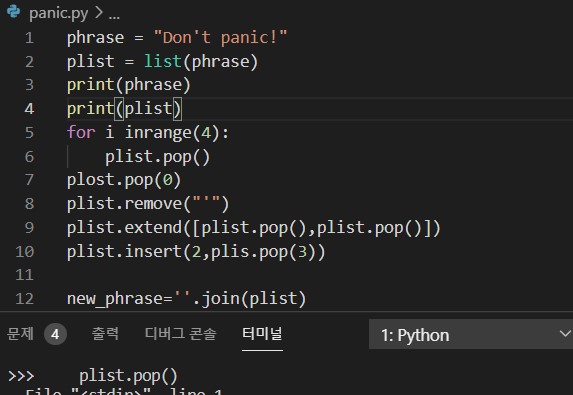 panic.py > ...
1 phrase = "Don't panic!"
2 plist = list(phrase)
3 print(phrase)
4 print(plist)
5 for i inrange(4):
6 plist.pop()
7 plost.pop(0)
8 plist.remove("'")
9 plist.extend([plist.pop(),plist.pop()])
10 plist.insert(2,plis.pop(3))
11
12 new_phrase=''.join(plist)
문제 4 출력 디버그 콘솔 터미널 1: Python
>>> plist.pop()
File "<stdin>", line 1